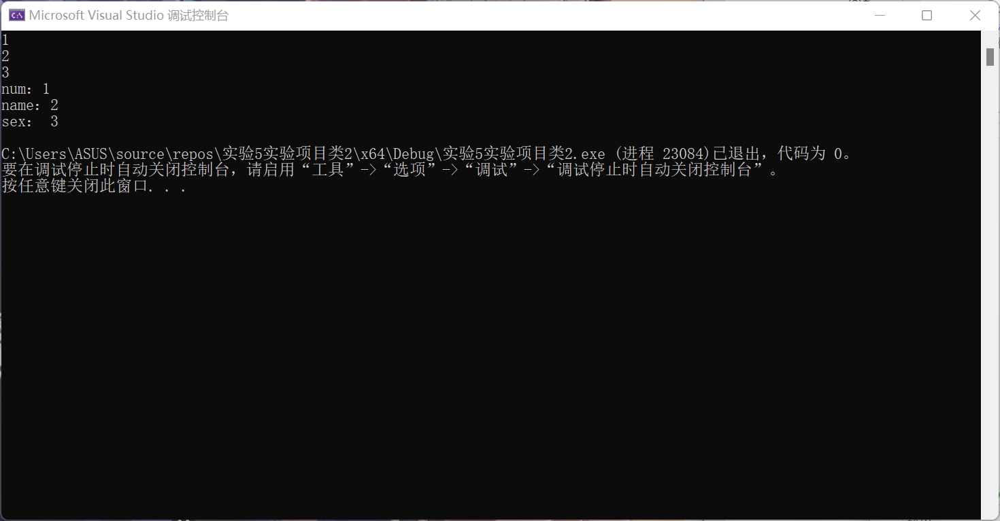 Microsoft Visual Studio 调试控制台
1
2
3
num: 1
name: 2
sex:  3
C:\Users\ASUS\source\repos\实验5实验项目类2\x64\Debug\实验5实验项目类2.exe (进程 23084)已退出，代码为 0。
要在调试停止时自动关闭控制台，请启用“工具”->“选项”->“调试”->“调试停止时自动关闭控制台”。
按任意键关闭此窗口. . .